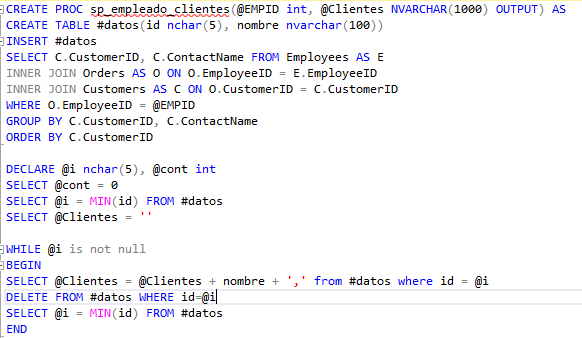 CREATE PROC sp_empleado_clientes(@EMPID int, @Clientes NVARCHAR(1000) OUTPUT) AS
CREATE TABLE #datos(id nchar(5), nombre nvarchar(100))
INSERT #datos
SELECT C.CustomerID, C.ContactName FROM Employees AS E
INNER JOIN Orders AS O ON O.EmployeeID = E.EmployeeID
INNER JOIN Customers AS C ON O.CustomerID = C.CustomerID
WHERE O.EmployeeID = @EMPID
GROUP BY C.CustomerID, C.ContactName
ORDER BY C.CustomerID

DECLARE @i nchar(5), @cont int
SELECT @cont = 0
SELECT @i = MIN(id) FROM #datos
SELECT @Clientes = ''

WHILE @i is not null
BEGIN
SELECT @Clientes = @Clientes + nombre + ',' from #datos where id = @i
DELETE FROM #datos WHERE id=@i
SELECT @i = MIN(id) FROM #datos
END